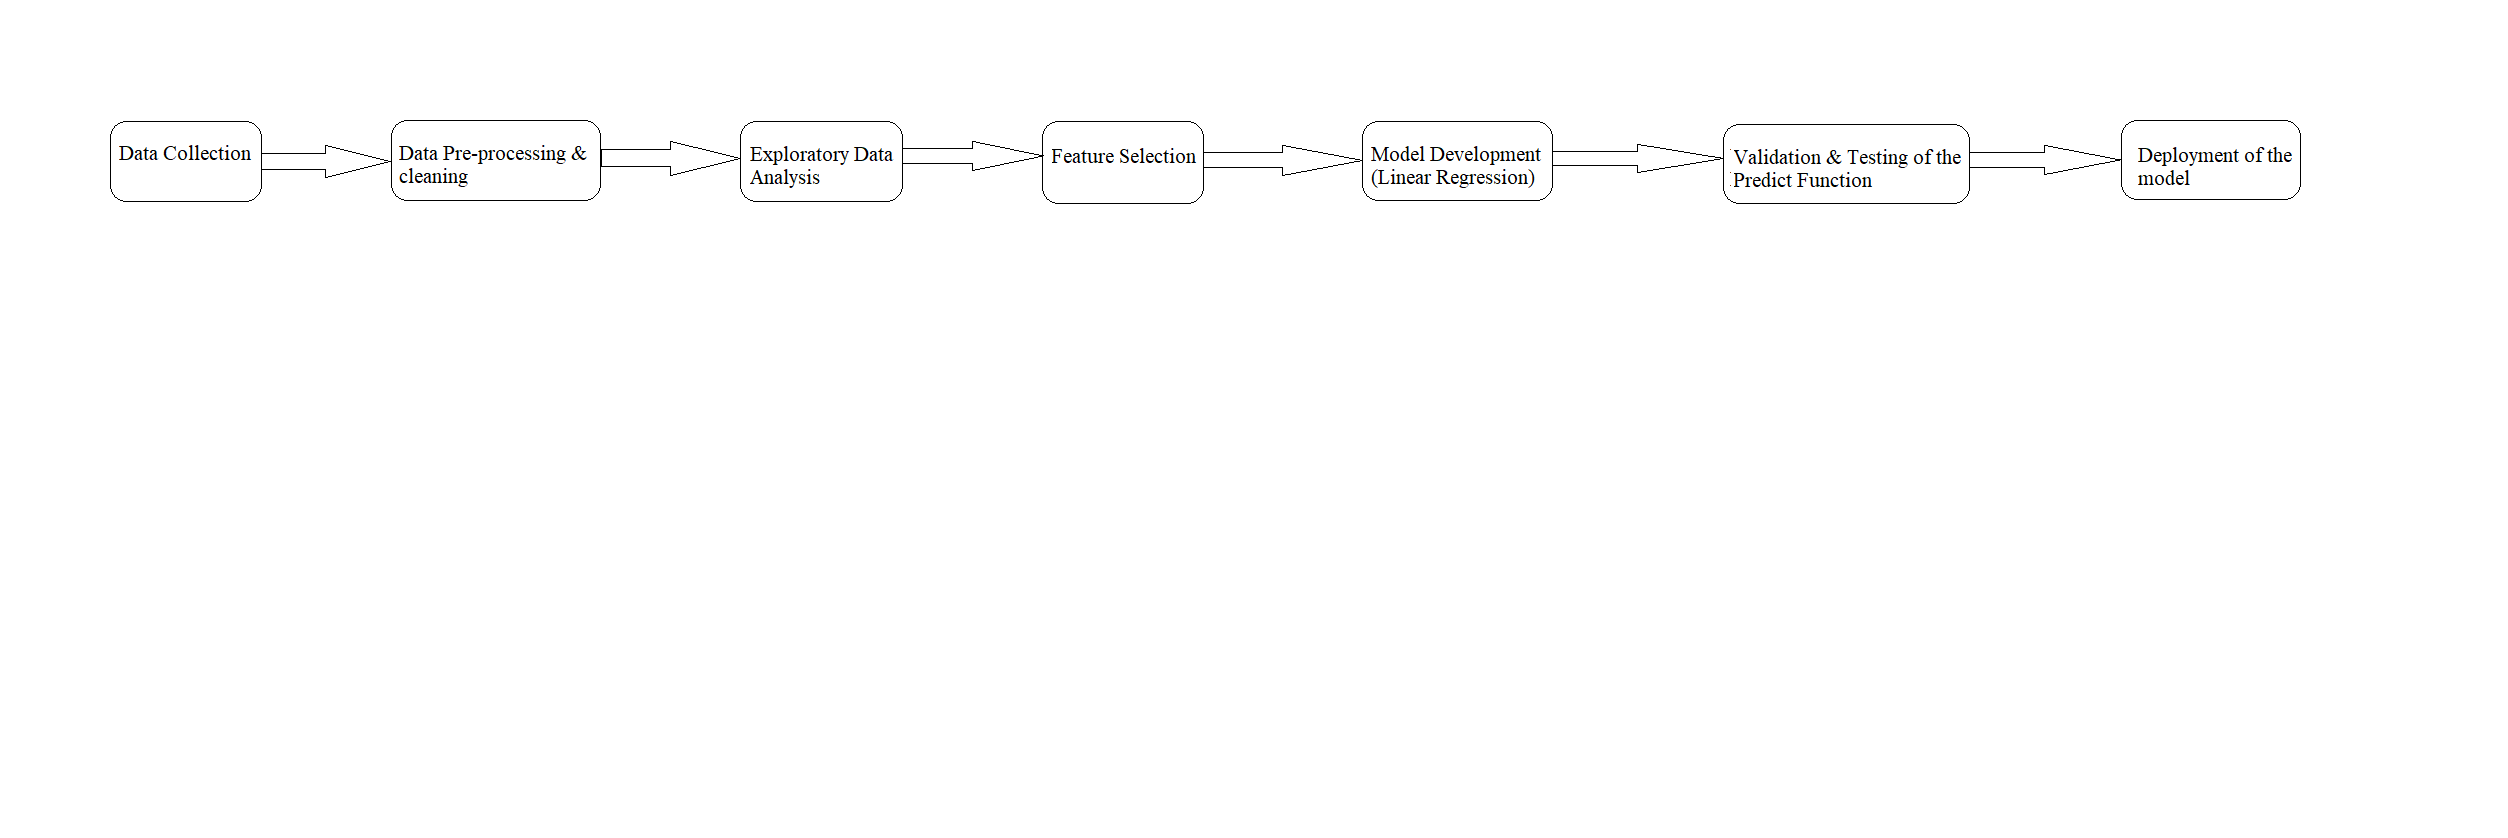 Data Collection
Data Pre-processing &
cleaning
Exploratory Data
Analysis
Feature Selection
Model Development
(Linear Regression)
Validation & Testing of the
Predict Function
Deployment of the
model